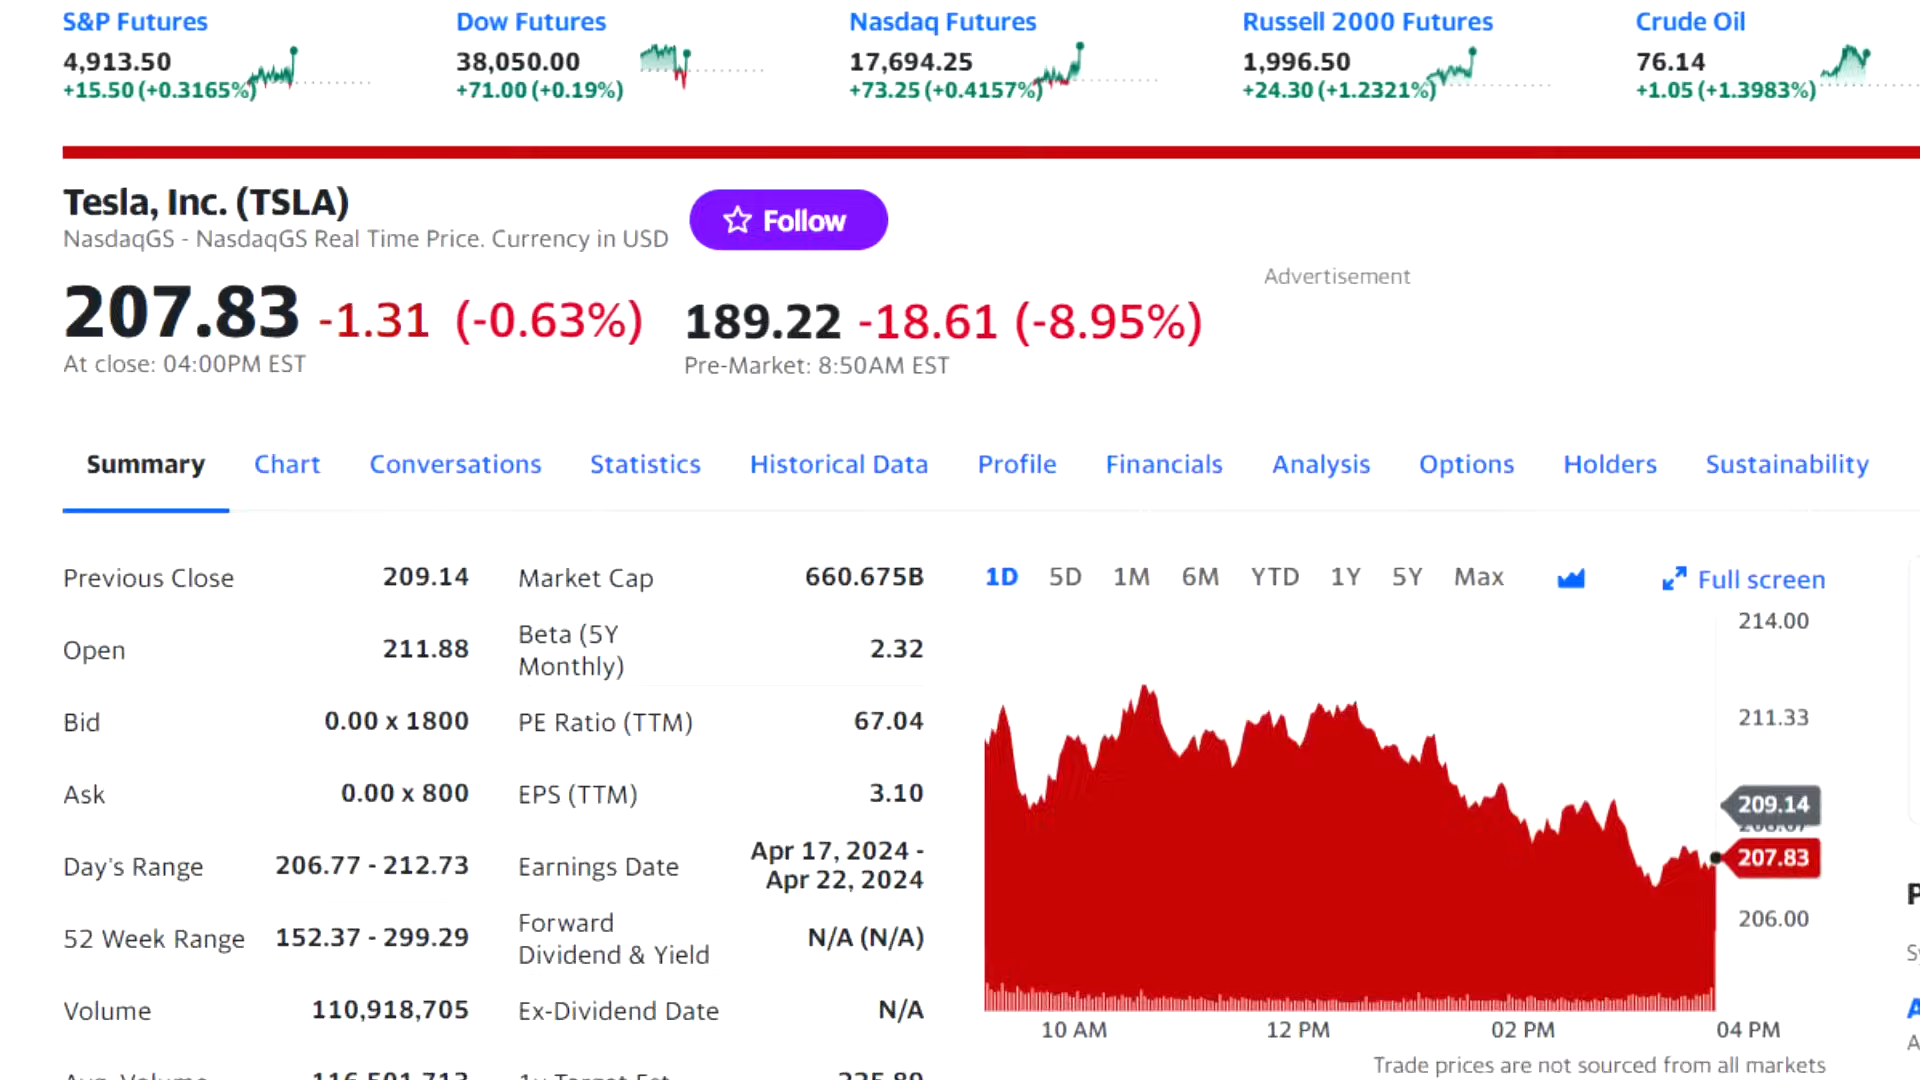 S&P Futures
4,913.50
+15.50 (+0.3165%)
Dow Futures
38,050.00
+71.00 (+0.19%)
Nasdaq Futures
17,694.25
+73.25 (+0.4157%)
Russell 2000 Futures
1,996.50
+24.30 (+1.2321%)
Crude Oil
76.14
+1.05 (+1.3983%)
Tesla, Inc. (TSLA)
NasdaqGS - NasdaqGS Real Time Price. Currency in USD
Follow
Advertisement
207.83 -1.31 (-0.63%)
At close: 04:00PM EST
189.22 -18.61 (-8.95%)
Pre-Market: 8:50AM EST
Summary Chart Conversations Statistics Historical Data Profile Financials Analysis Options Holders Sustainability
Previous Close 209.14
Open 211.88
Bid 0.00 x 1800
Ask 0.00 x 800
Day's Range 206.77 - 212.73
52 Week Range 152.37 - 299.29
Volume 110,918,705
Avg. Volume 116,501,713
Market Cap 660.675B
Beta (5Y
Monthly) 2.32
PE Ratio (TTM) 67.04
EPS (TTM) 3.10
Earnings Date Apr 17, 2024 -
Apr 22, 2024
Forward
Dividend & Yield N/A (N/A)
Ex-Dividend Date N/A
1y Target Est 225.89
1D 5D 1M 6M YTD 1Y 5Y Max
Full screen
214.00
211.33
209.14
207.83
206.00
10 AM 12 PM 02 PM 04 PM
Trade prices are not sourced from all markets